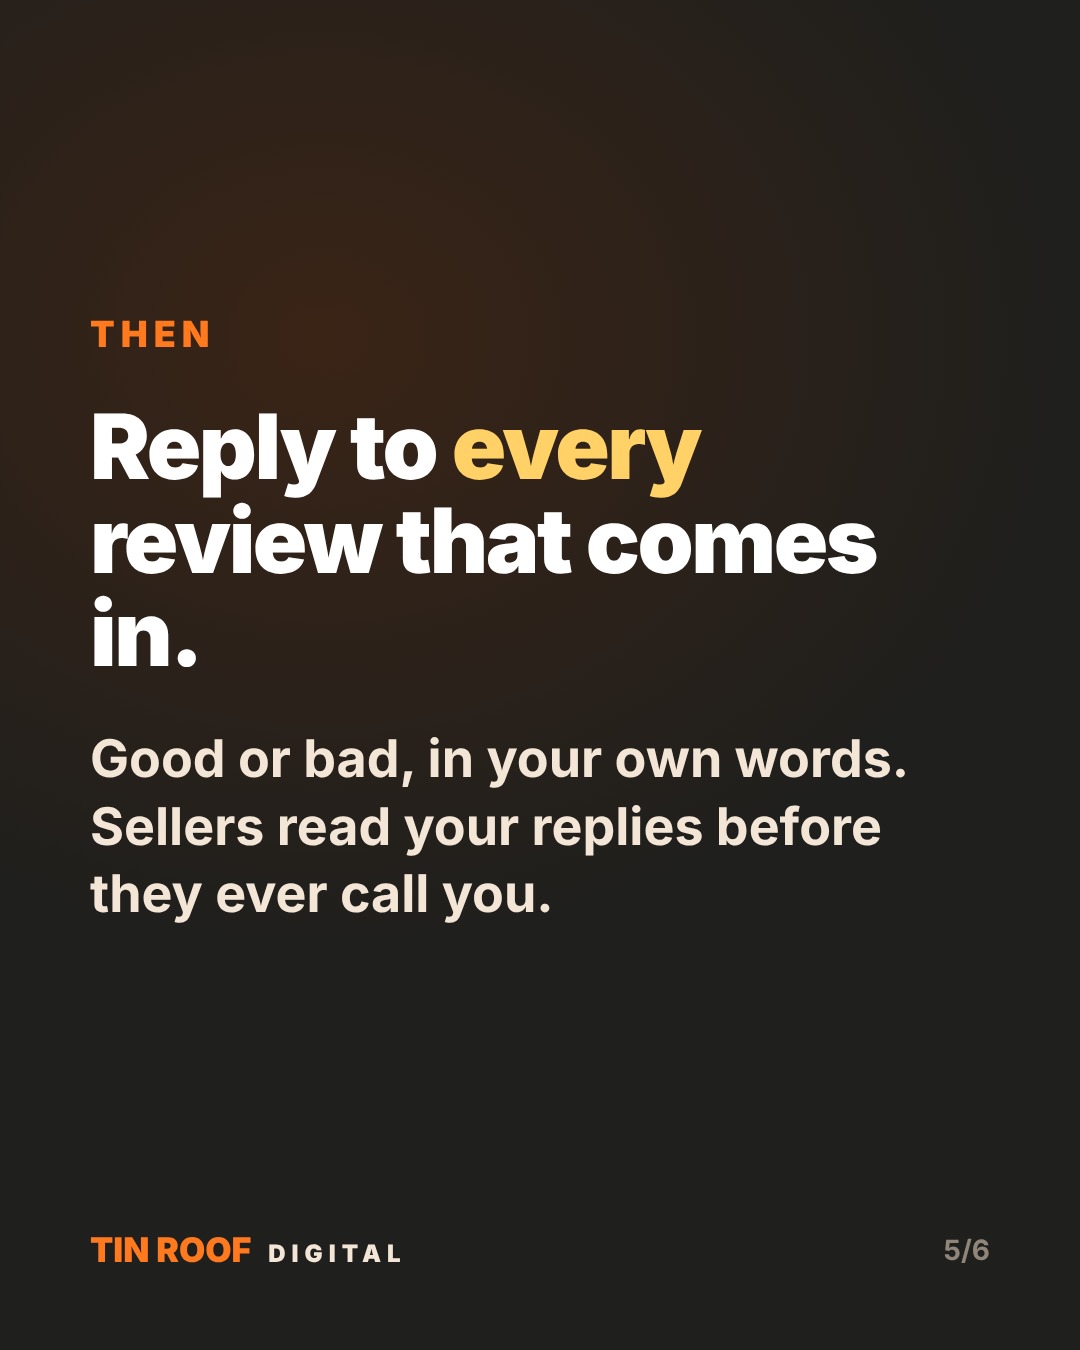 THEN
Reply to every
review that comes
in.
Good or bad, in your own words.
Sellers read your replies before
they ever call you.
TIN ROOF DIGITAL
5/6